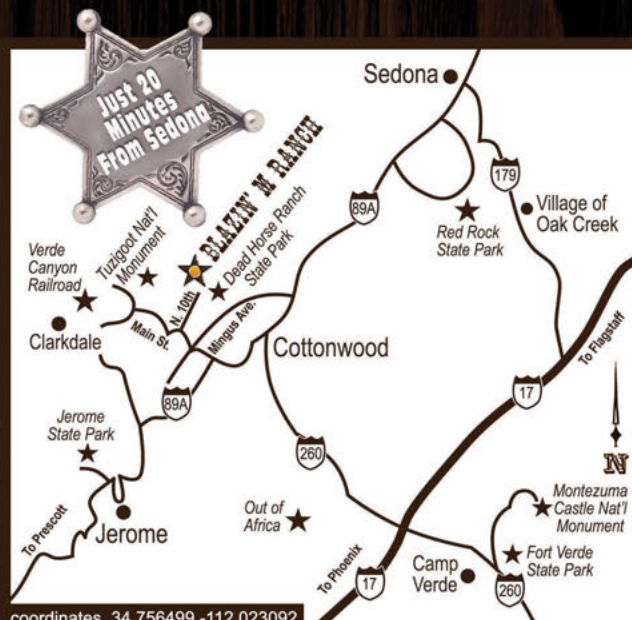 Just 20
Minutes
From Sedona
Sedona
BLAZIN' M RANCH
179
89A
Village of
Oak Creek
Red Rock
State Park
Verde
Canyon
Railroad
Tuzigoot Nat'l
Monument
Dead Horse Ranch
State Park
N. 10th
Mingus Ave.
Main St.
Clarkdale
Cottonwood
To Flagstaff
89A
17
Jerome
State Park
260
N
Montezuma
Castle Nat'l
Monument
Out of
Africa
To Prescott
Jerome
Fort Verde
State Park
To Phoenix
Camp
Verde
17
260
coordinates 34.756499,-112.023092